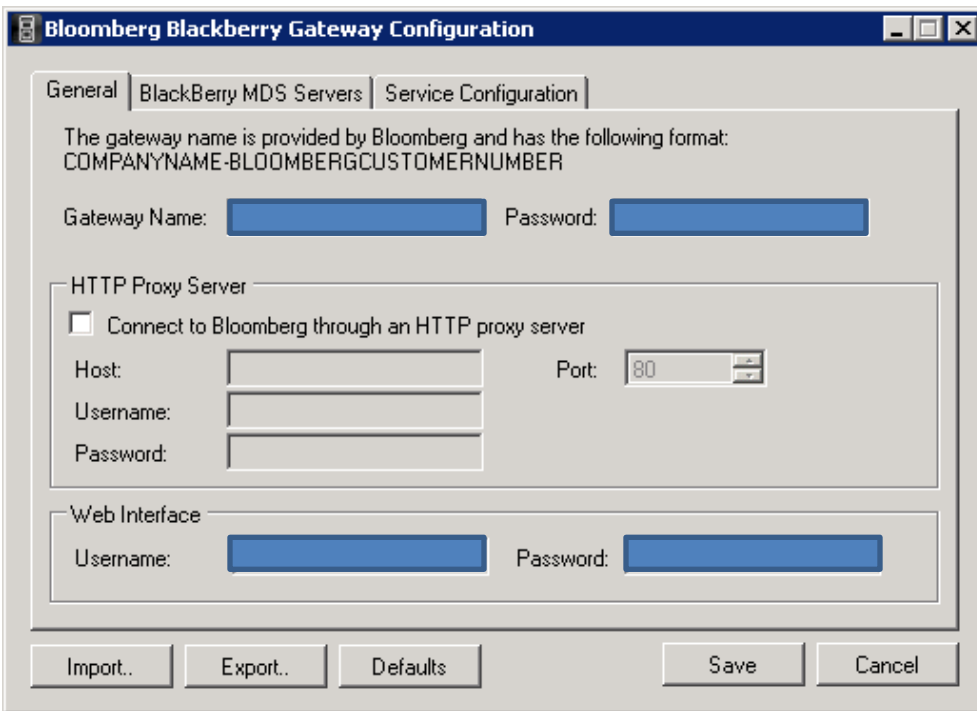 Bloomberg Blackberry Gateway Configuration
General BlackBerry MDS Servers Service Configuration
The gateway name is provided by Bloomberg and has the following format:
COMPANYNAME-BLOOMBERGCUSTOMERNUMBER
Gateway Name: Password:
HTTP Proxy Server
Connect to Bloomberg through an HTTP proxy server
Host: Port: 80
Username:
Password:
Web Interface
Username: Password:
Import.. Export.. Defaults Save Cancel